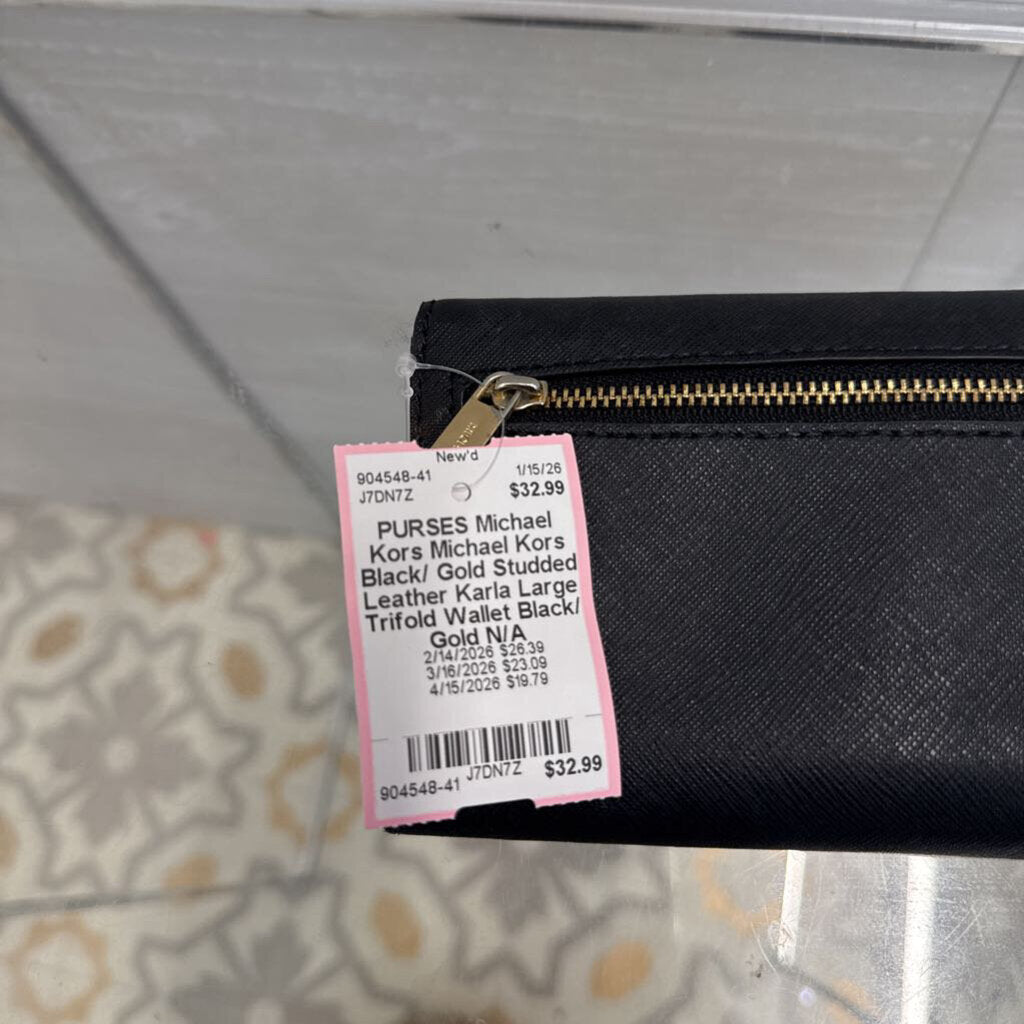 New'd
904548-41 1/15/26
J7DN7Z $32.99
PURSES Michael
Kors Michael Kors
Black/ Gold Studded
Leather Karla Large
Trifold Wallet Black/
Gold N/A
2/14/2026 $26.39
3/16/2026 $23.09
4/15/2026 $19.79
904548-41 J7DN7Z $32.99